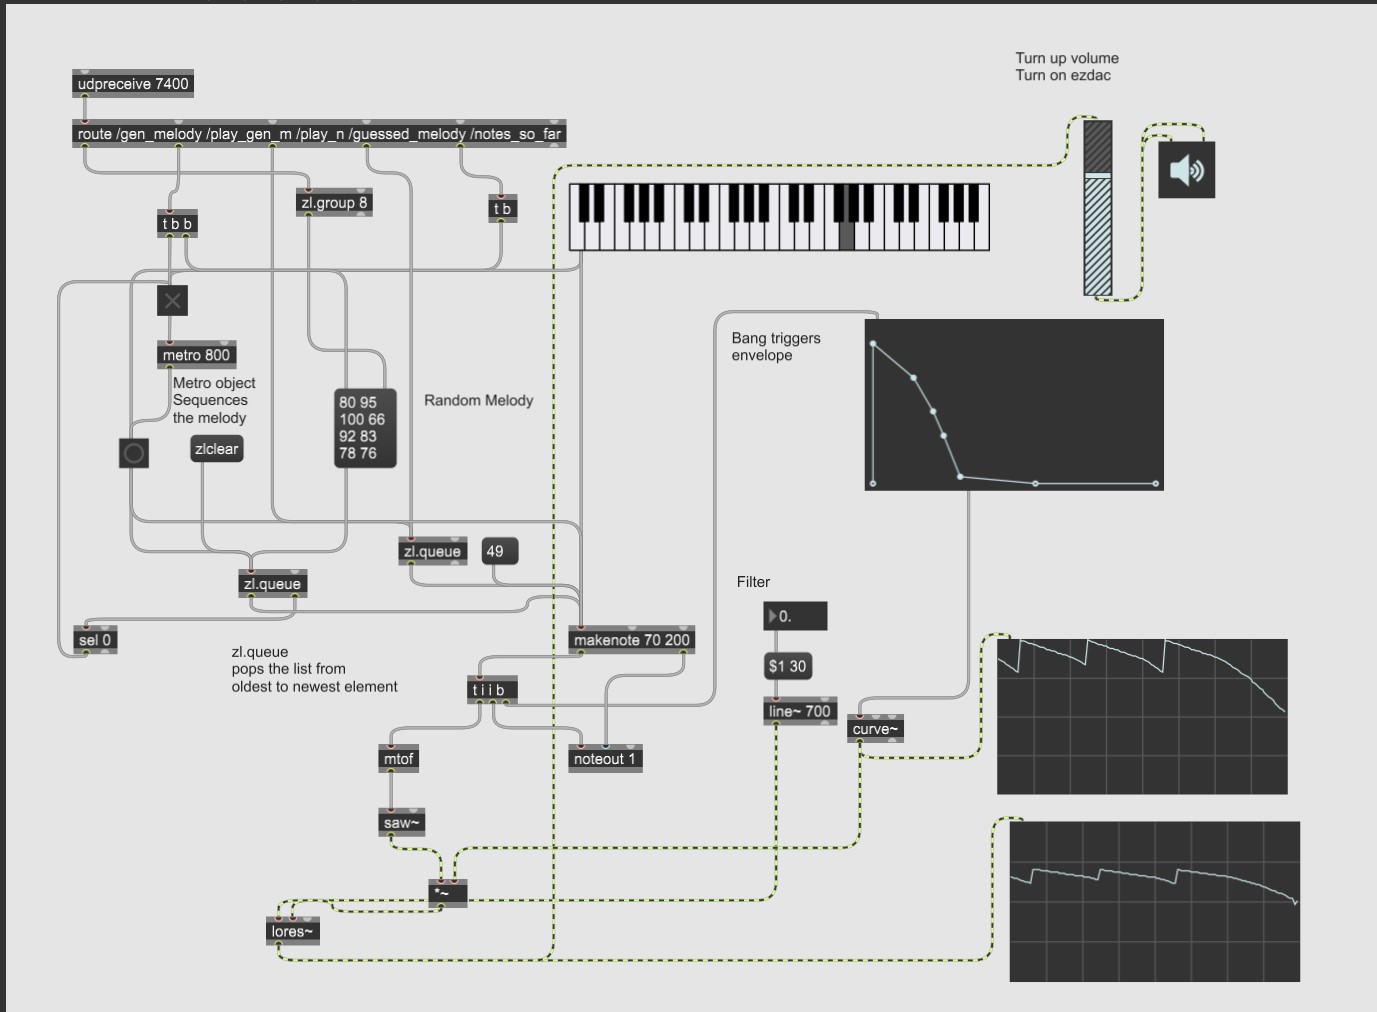 Turn up volume
Turn on ezdac
udpreceive 7400
route /gen_melody /play_gen_m /play_n /guessed_melody /notes_so_far
zl.group 8
t b
t b b
Bang triggers
envelope
metro 800
Metro object
Sequences
the melody
80 95
100 66
92 83
78 76
Random Melody
zlclear
zl.queue
49
zl.queue
Filter
0.
sel 0
makenote 70 200
zl.queue
pops the list from
oldest to newest element
$1 30
t i i b
line~ 700
curve~
mtof
noteout 1
saw~
*~
lores~